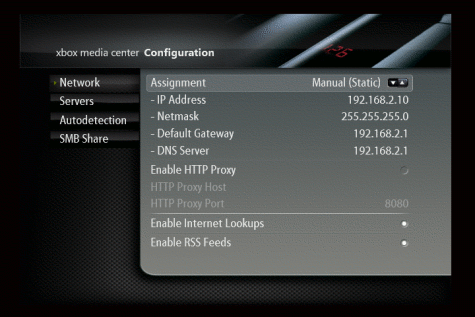 xbox media center Configuration
Network
Servers
Autodetection
SMB Share
Assignment Manual (Static)
- IP Address 192.168.2.10
- Netmask 255.255.255.0
- Default Gateway 192.168.2.1
- DNS Server 192.168.2.1
Enable HTTP Proxy
HTTP Proxy Host
HTTP Proxy Port 8080
Enable Internet Lookups
Enable RSS Feeds